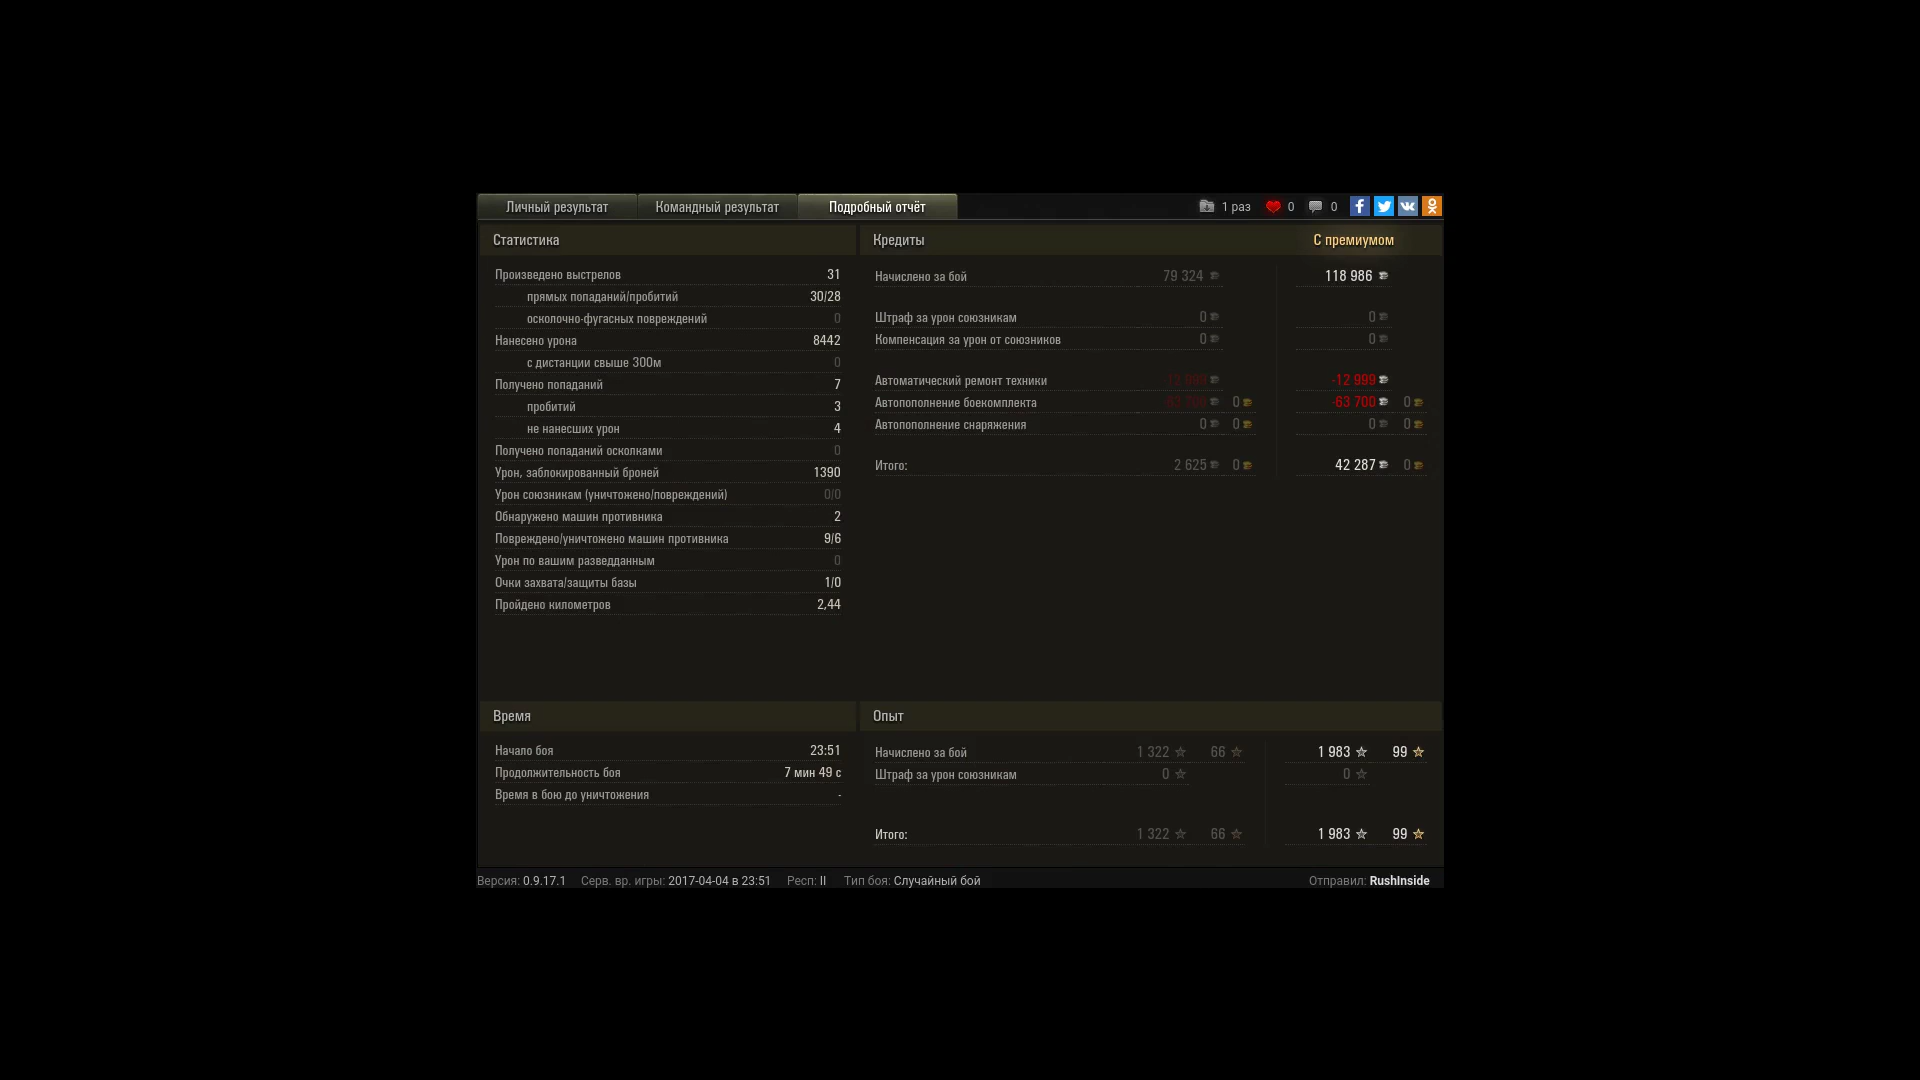 Личный результат Командный результат Подробный отчёт 1 раз 0 0
Статистика
Произведено выстрелов 31
прямых попаданий/пробитий 30/28
осколочно-фугасных повреждений 0
Нанесено урона 8442
с дистанции свыше 300м 0
Получено попаданий 7
пробитий 3
не нанесших урон 4
Получено попаданий осколками 0
Урон, заблокированный броней 1390
Урон союзникам (уничтожено/повреждений) 0/0
Обнаружено машин противника 2
Повреждено/уничтожено машин противника 9/6
Урон по вашим разведданным 0
Очки захвата/защиты базы 1/0
Пройдено километров 2,44
Кредиты С премиумом
Начислено за бой 79 324 118 986
Штраф за урон союзникам 0 0
Компенсация за урон от союзников 0 0
Автоматический ремонт техники -12 999 -12 999
Автопополнение боекомплекта -63 700 0 -63 700 0
Автопополнение снаряжения 0 0 0 0
Итого: 2 625 0 42 287 0
Время
Начало боя 23:51
Продолжительность боя 7 мин 49 с
Время в бою до уничтожения -
Опыт
Начислено за бой 1 322 66 1 983 99
Штраф за урон союзникам 0 0
Итого: 1 322 66 1 983 99
Версия: 0.9.17.1 Серв. вр. игры: 2017-04-04 в 23:51 Респ: II Тип боя: Случайный бой Отправил: RushInside